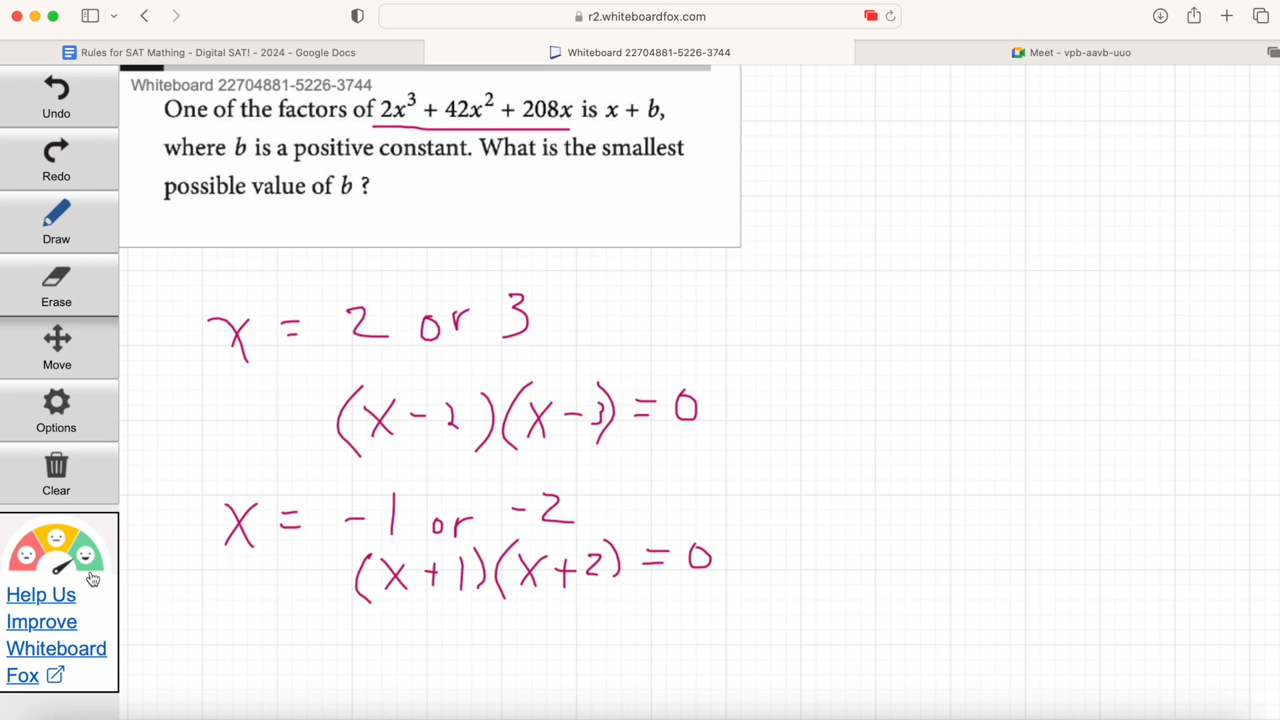 r2.whiteboardfox.com
Rules for SAT Mathing - Digital SAT! - 2024 - Google Docs
Whiteboard 22704881-5226-3744
Meet - vpb-aavb-uuo
Undo
Redo
Draw
Erase
Move
Options
Clear
Help Us
Improve
Whiteboard
Fox
Whiteboard 22704881-5226-3744
One of the factors of 2x³ + 42x² + 208x is x + b,
where b is a positive constant. What is the smallest
possible value of b ?
x = 2 or 3
(x - 2)(x - 3) = 0
x = -1 or -2
(x + 1)(x + 2) = 0